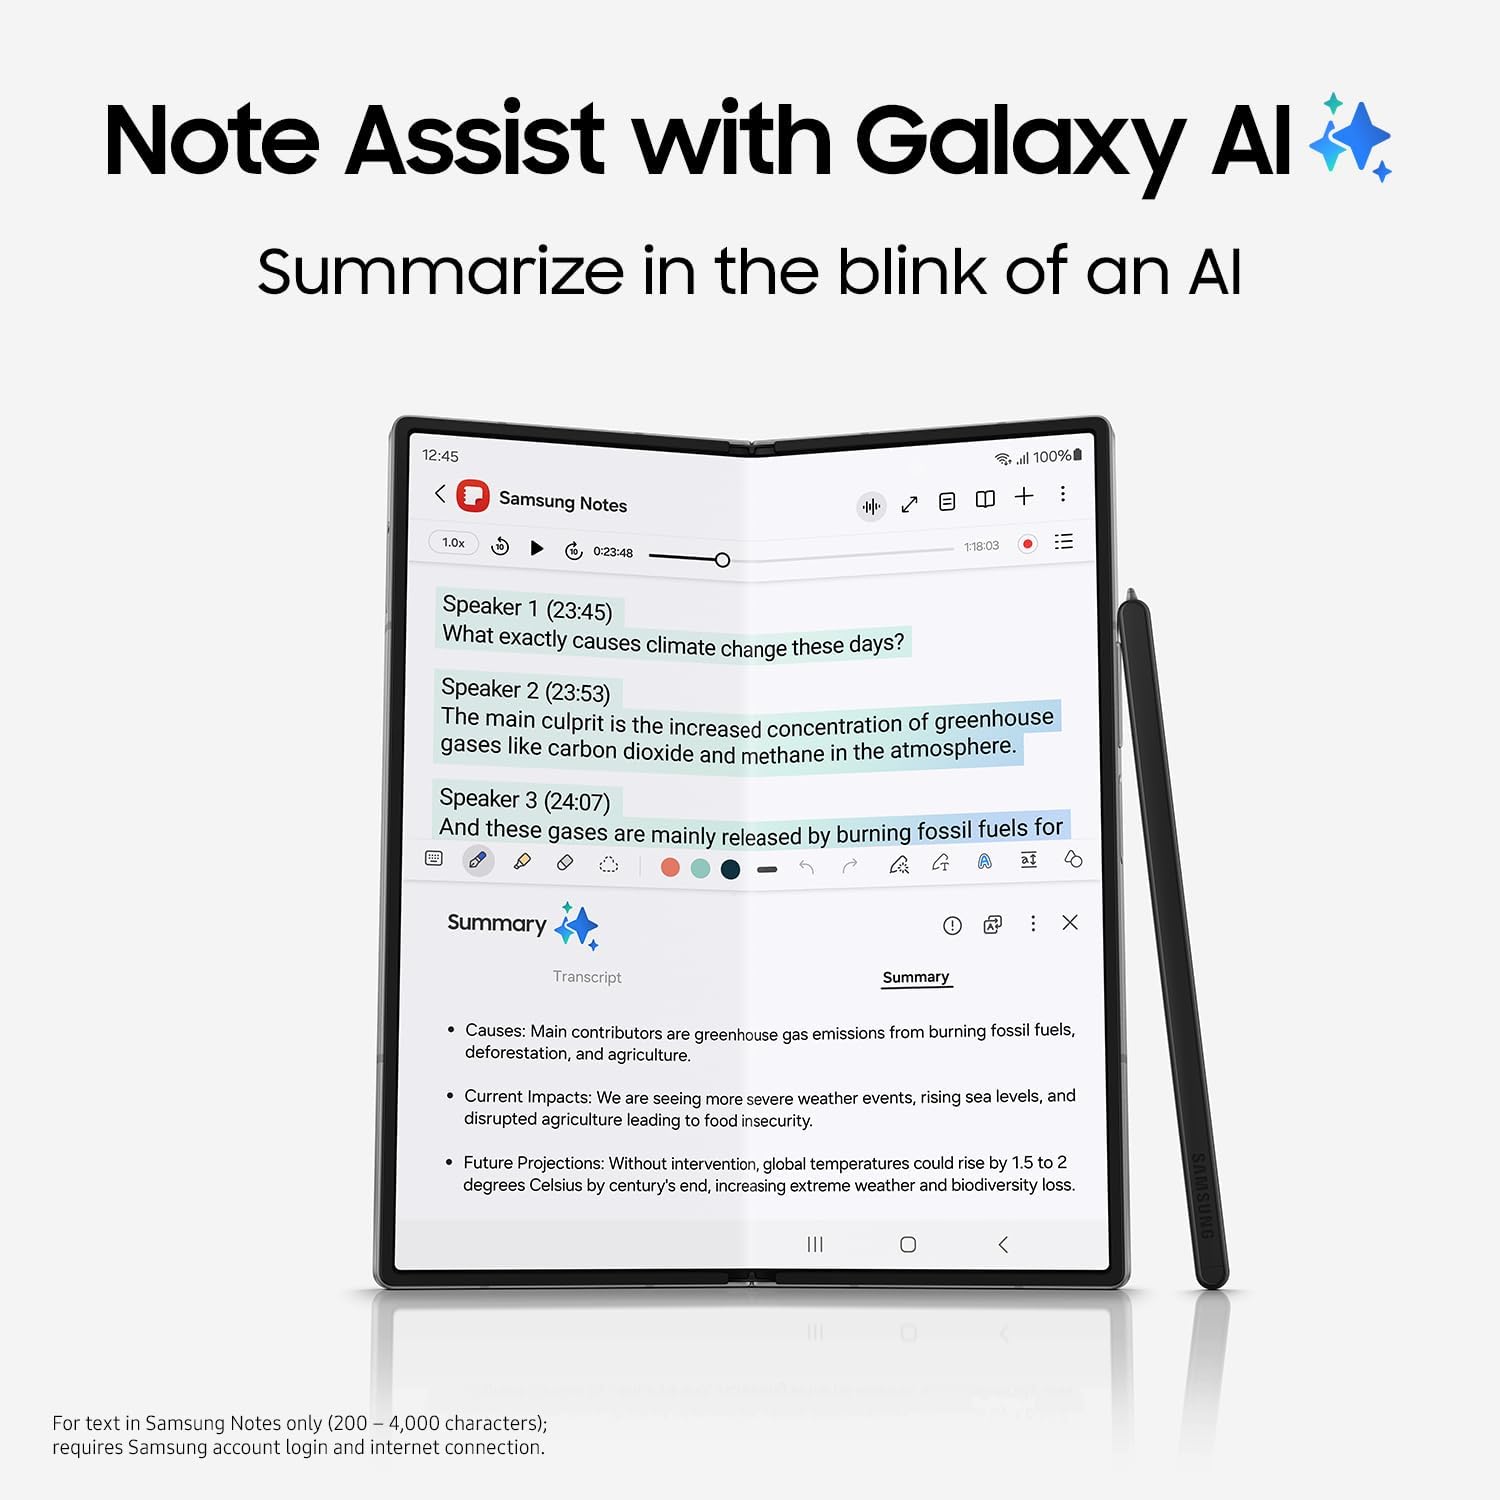 Note Assist with Galaxy AI
Summarize in the blink of an AI
12:45
100%
Samsung Notes
1.0x
10
10
0:23:48
1:18:03
Speaker 1 (23:45)
What exactly causes climate change these days?
Speaker 2 (23:53)
The main culprit is the increased concentration of greenhouse
gases like carbon dioxide and methane in the atmosphere.
Speaker 3 (24:07)
And these gases are mainly released by burning fossil fuels for
Summary
Transcript
Summary
• Causes: Main contributors are greenhouse gas emissions from burning fossil fuels,
deforestation, and agriculture.
• Current Impacts: We are seeing more severe weather events, rising sea levels, and
disrupted agriculture leading to food insecurity.
• Future Projections: Without intervention, global temperatures could rise by 1.5 to 2
degrees Celsius by century's end, increasing extreme weather and biodiversity loss.
SAMSUNG
For text in Samsung Notes only (200 – 4,000 characters);
requires Samsung account login and internet connection.